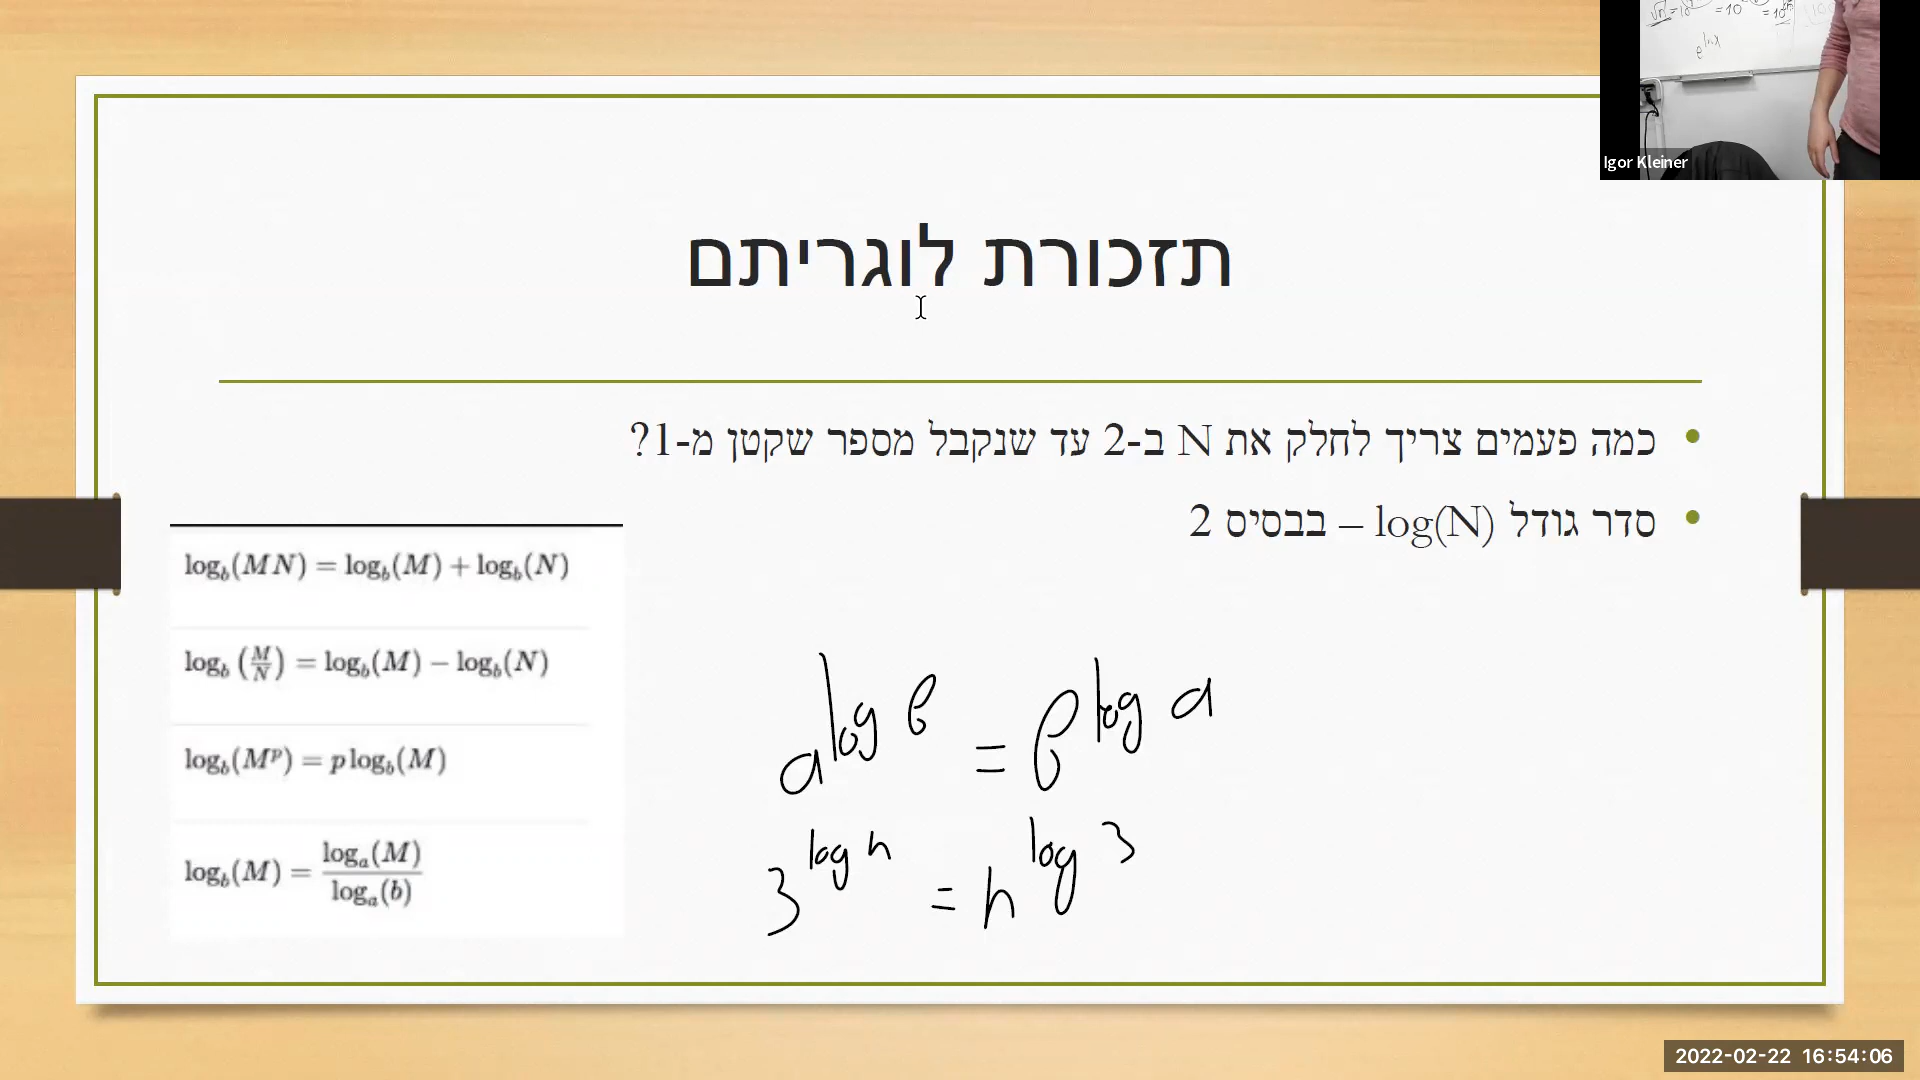 תזכורת לוגריתם
כמה פעמים צריך לחלק את N ב-2 עד שנקבל מספר שקטן מ-1?
סדר גודל log(N) – בבסיס 2
log_b(MN) = log_b(M) + log_b(N)
log_b(M/N) = log_b(M) − log_b(N)
log_b(M^p) = p log_b(M)
log_b(M) = log_a(M) / log_a(b)
a^log b = b^log a
3^log n = n^log 3
e^ln x
Igor Kleiner
2022-02-22 16:54:06